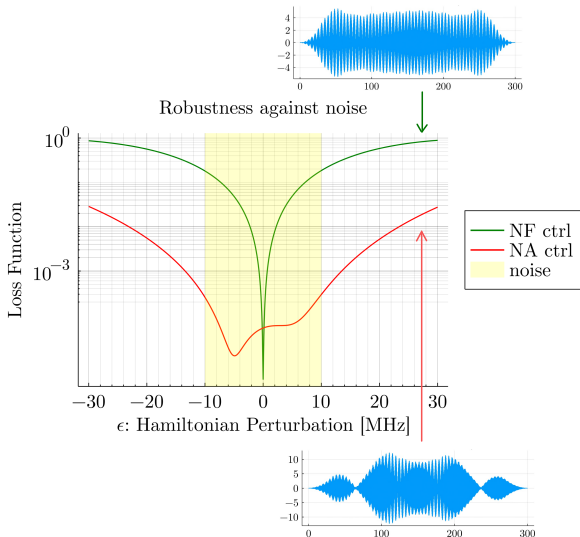 4
2
0
−2
−4
0 100 200 300
Robustness against noise
10⁰
10⁻³
Loss Function
NF ctrl
NA ctrl
noise
−30 −20 −10 0 10 20 30
ϵ: Hamiltonian Perturbation [MHz]
10
5
0
−5
−10
0 100 200 300